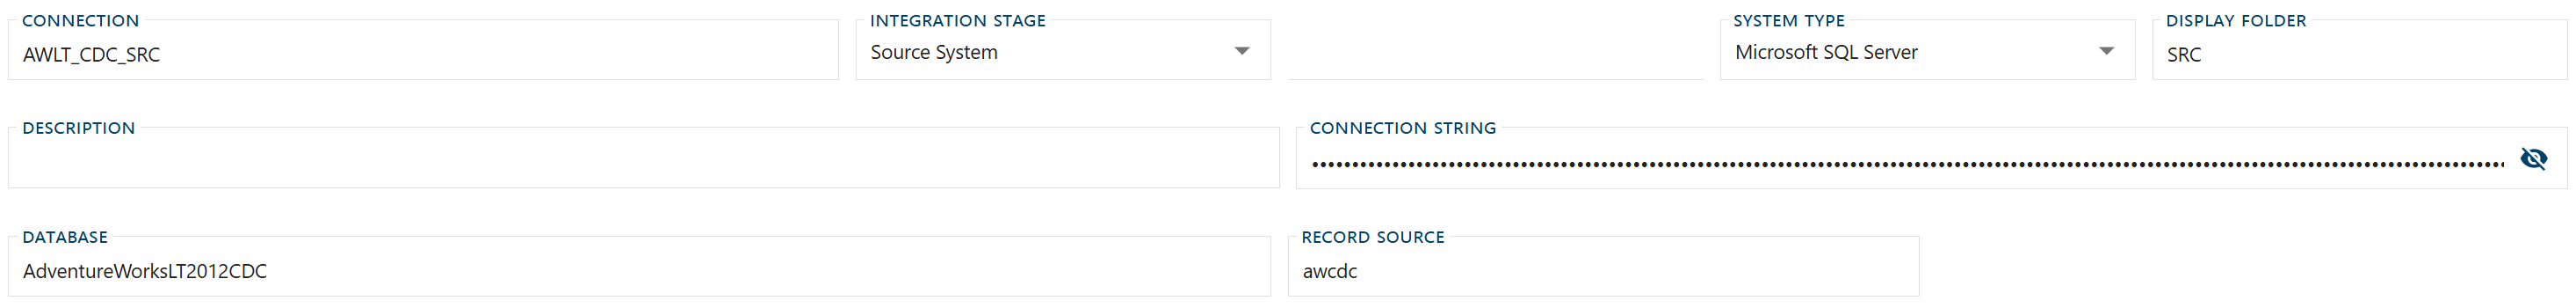 CONNECTION
AWLT_CDC_SRC
INTEGRATION STAGE
Source System
SYSTEM TYPE
Microsoft SQL Server
DISPLAY FOLDER
SRC
DESCRIPTION
CONNECTION STRING
DATABASE
AdventureWorksLT2012CDC
RECORD SOURCE
awcdc